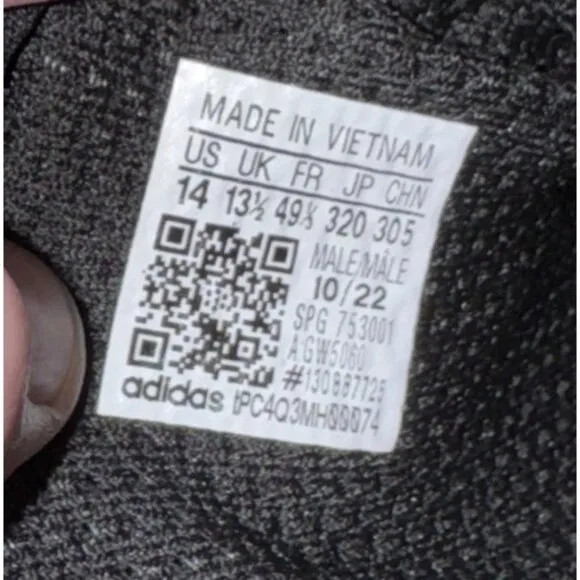 MADE IN VIETNAM
US UK FR JP CHN
14 13½ 49⅓ 320 305
MALE/MÂLE
10/22
SPG 753001
A:GW5060
#130887725
adidas tPC4Q3MH00074